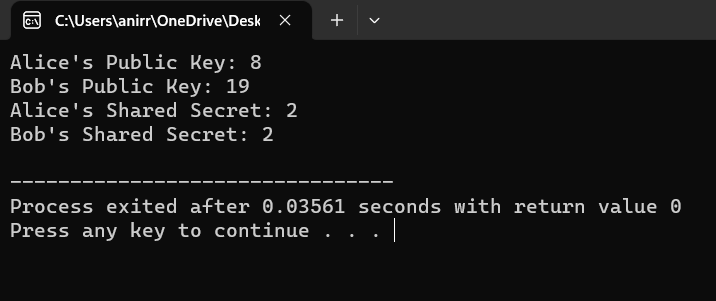 C:\Users\anirr\OneDrive\Desk
Alice's Public Key: 8
Bob's Public Key: 19
Alice's Shared Secret: 2
Bob's Shared Secret: 2
--------------------------------
Process exited after 0.03561 seconds with return value 0
Press any key to continue . . .